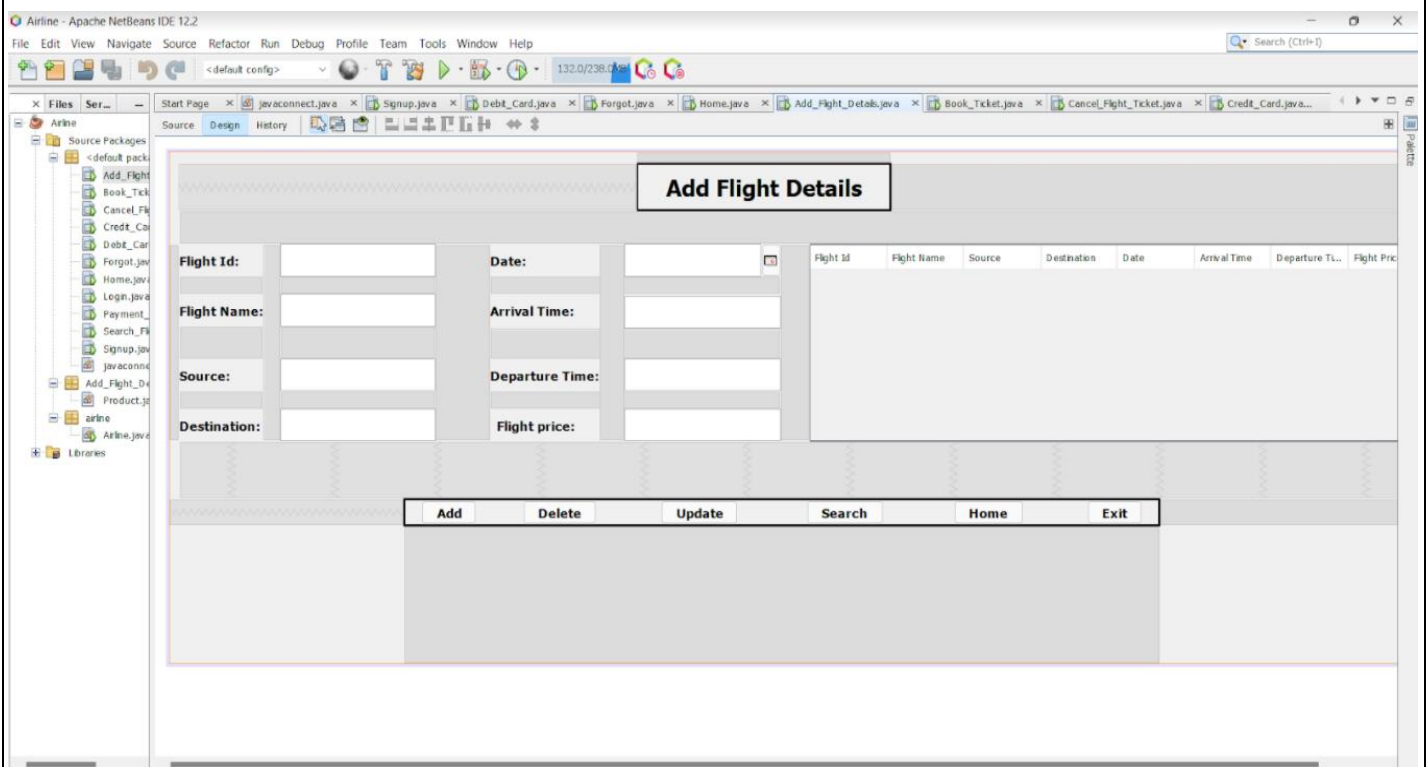 Airline - Apache NetBeans IDE 12.2
File Edit View Navigate Source Refactor Run Debug Profile Team Tools Window Help
Search (Ctrl+I)
<default config>
Files Ser... Start Page javaconnect.java Signup.java Debit_Card.java Forgot.java Home.java Add_Flight_Details.java Book_Ticket.java Cancel_Flight_Ticket.java Credit_Card.java...
Source Design History
Palette
Airline
Source Packages
<default pack
Add_Flight
Book_Tick
Cancel_Fli
Credit_Car
Debit_Car
Forgot.jav
Home.java
Login.java
Payment_
Search_Fli
Signup.jav
javaconne
Add_Flight_De
Product.ja
airline
Airline.java
Libraries
Add Flight Details
Flight Id: Date:
Flight Name: Arrival Time:
Source: Departure Time:
Destination: Flight price:
Flight Id Flight Name Source Destination Date Arrival Time Departure Ti... Flight Pric
Add Delete Update Search Home Exit